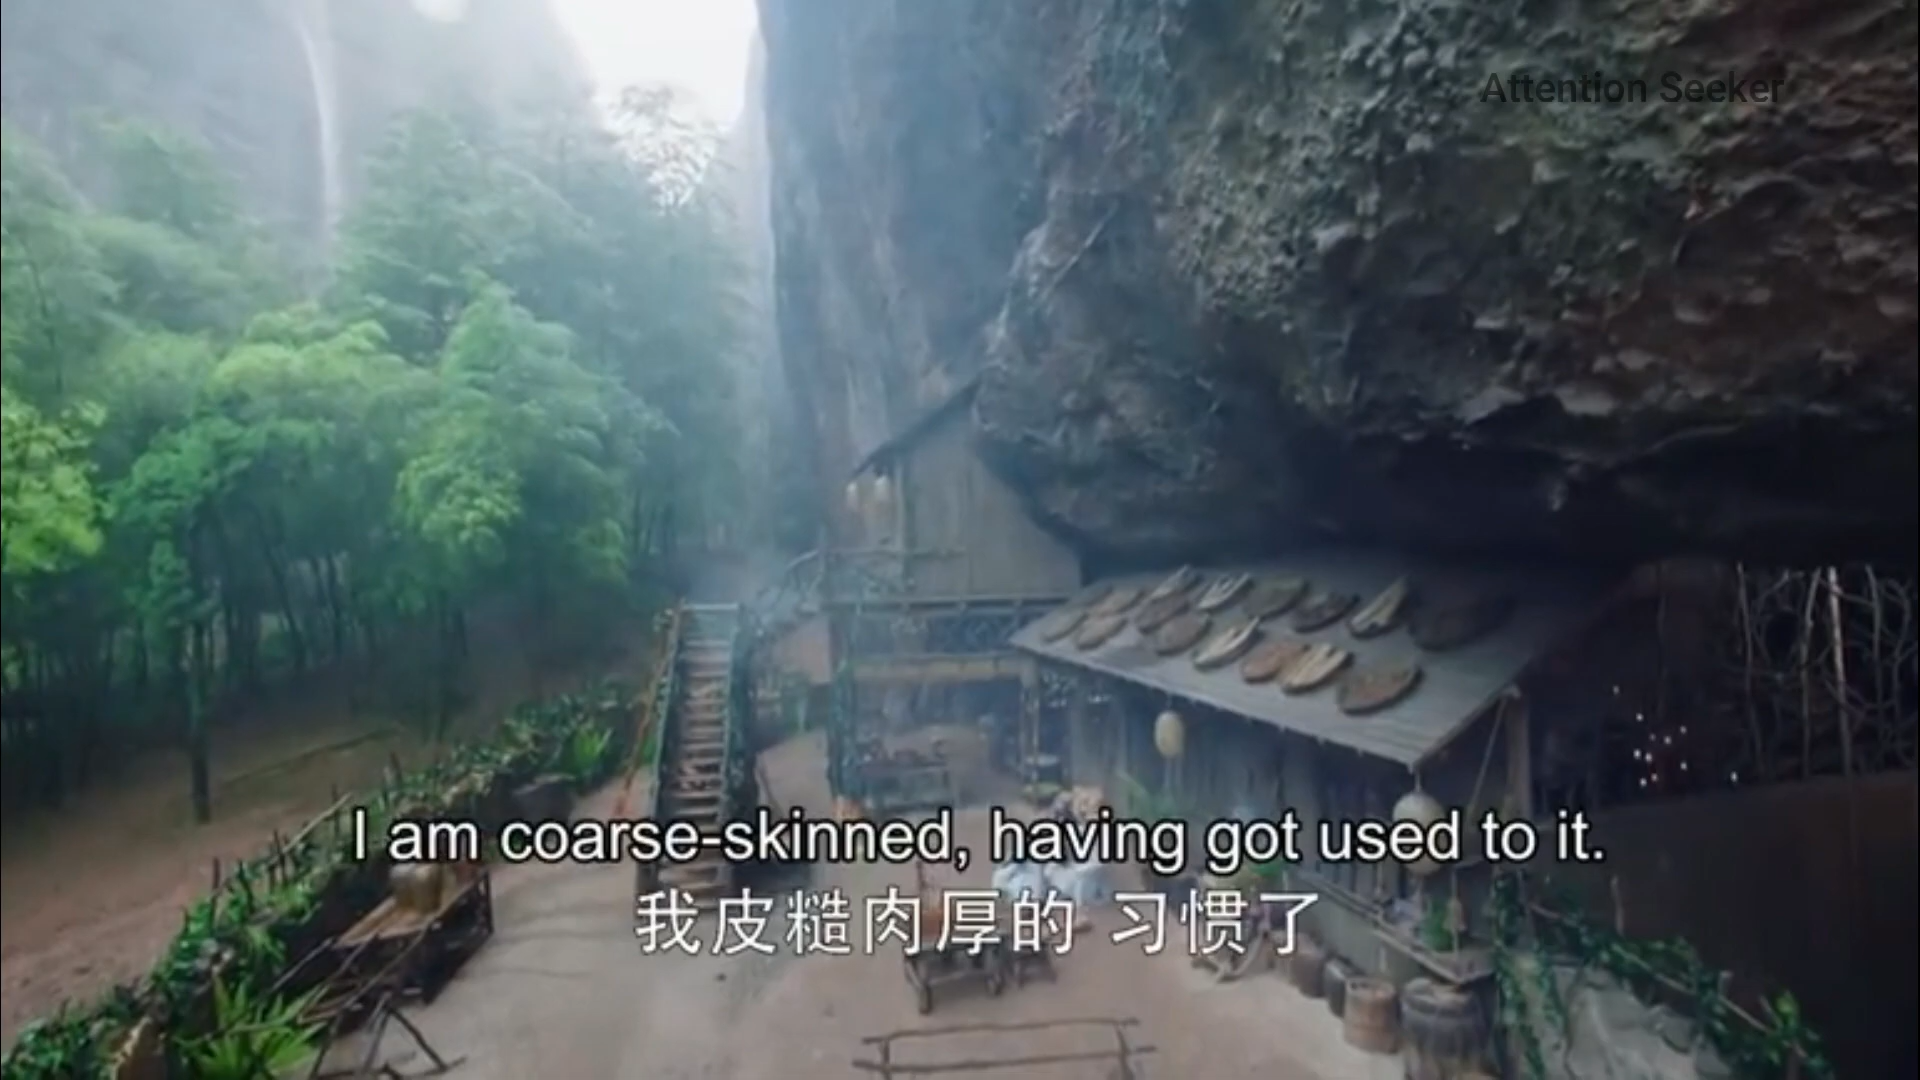 Attention Seeker
I am coarse-skinned, having got used to it.
我皮糙肉厚的 习惯了